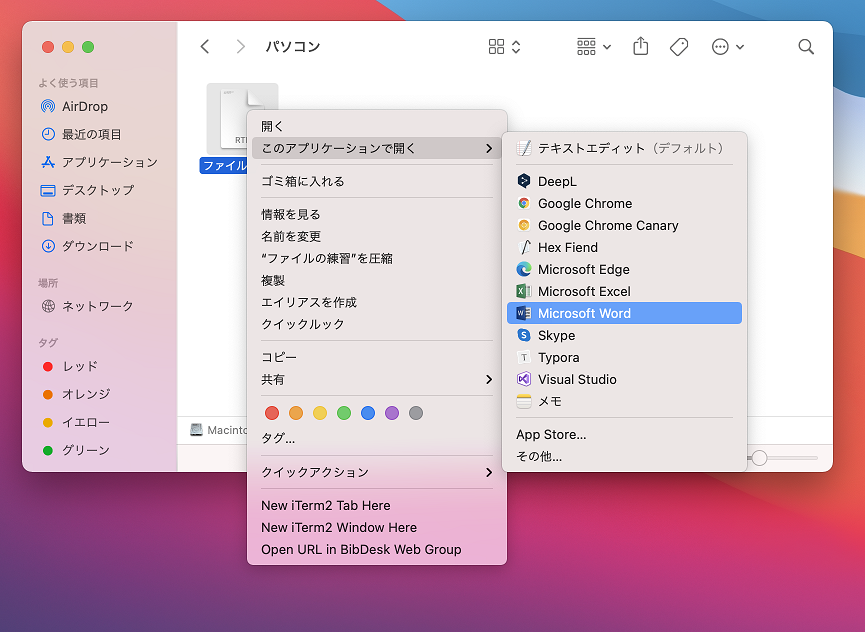 パソコン
よく使う項目
AirDrop
最近の項目
アプリケーション
デスクトップ
書類
ダウンロード
場所
ネットワーク
タグ
レッド
オレンジ
イエロー
グリーン
ファイル
開く
このアプリケーションで開く
ゴミ箱に入れる
情報を見る
名前を変更
“ファイルの練習”を圧縮
複製
エイリアスを作成
クイックルック
コピー
共有
タグ...
クイックアクション
New iTerm2 Tab Here
New iTerm2 Window Here
Open URL in BibDesk Web Group
テキストエディット（デフォルト）
DeepL
Google Chrome
Google Chrome Canary
Hex Fiend
Microsoft Edge
Microsoft Excel
Microsoft Word
Skype
Typora
Visual Studio
メモ
App Store...
その他...